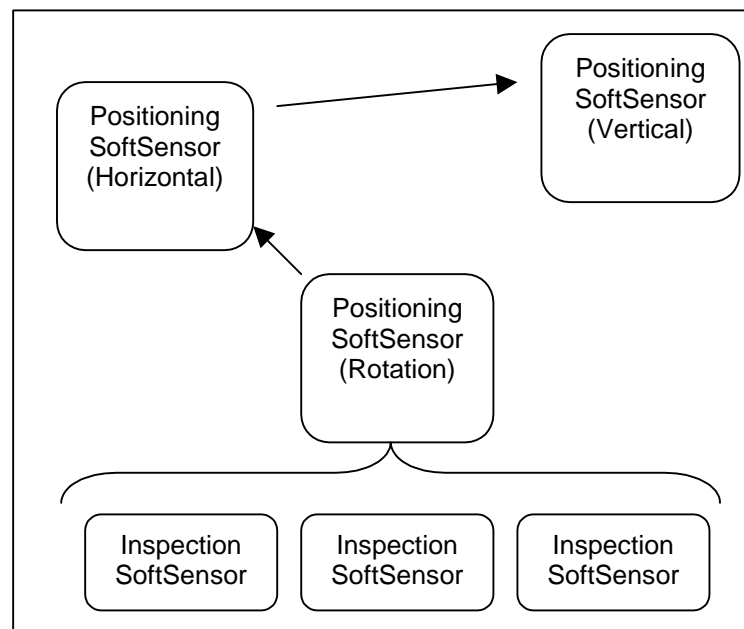 Positioning
SoftSensor
(Horizontal)
Positioning
SoftSensor
(Vertical)
Positioning
SoftSensor
(Rotation)
Inspection
SoftSensor
Inspection
SoftSensor
Inspection
SoftSensor